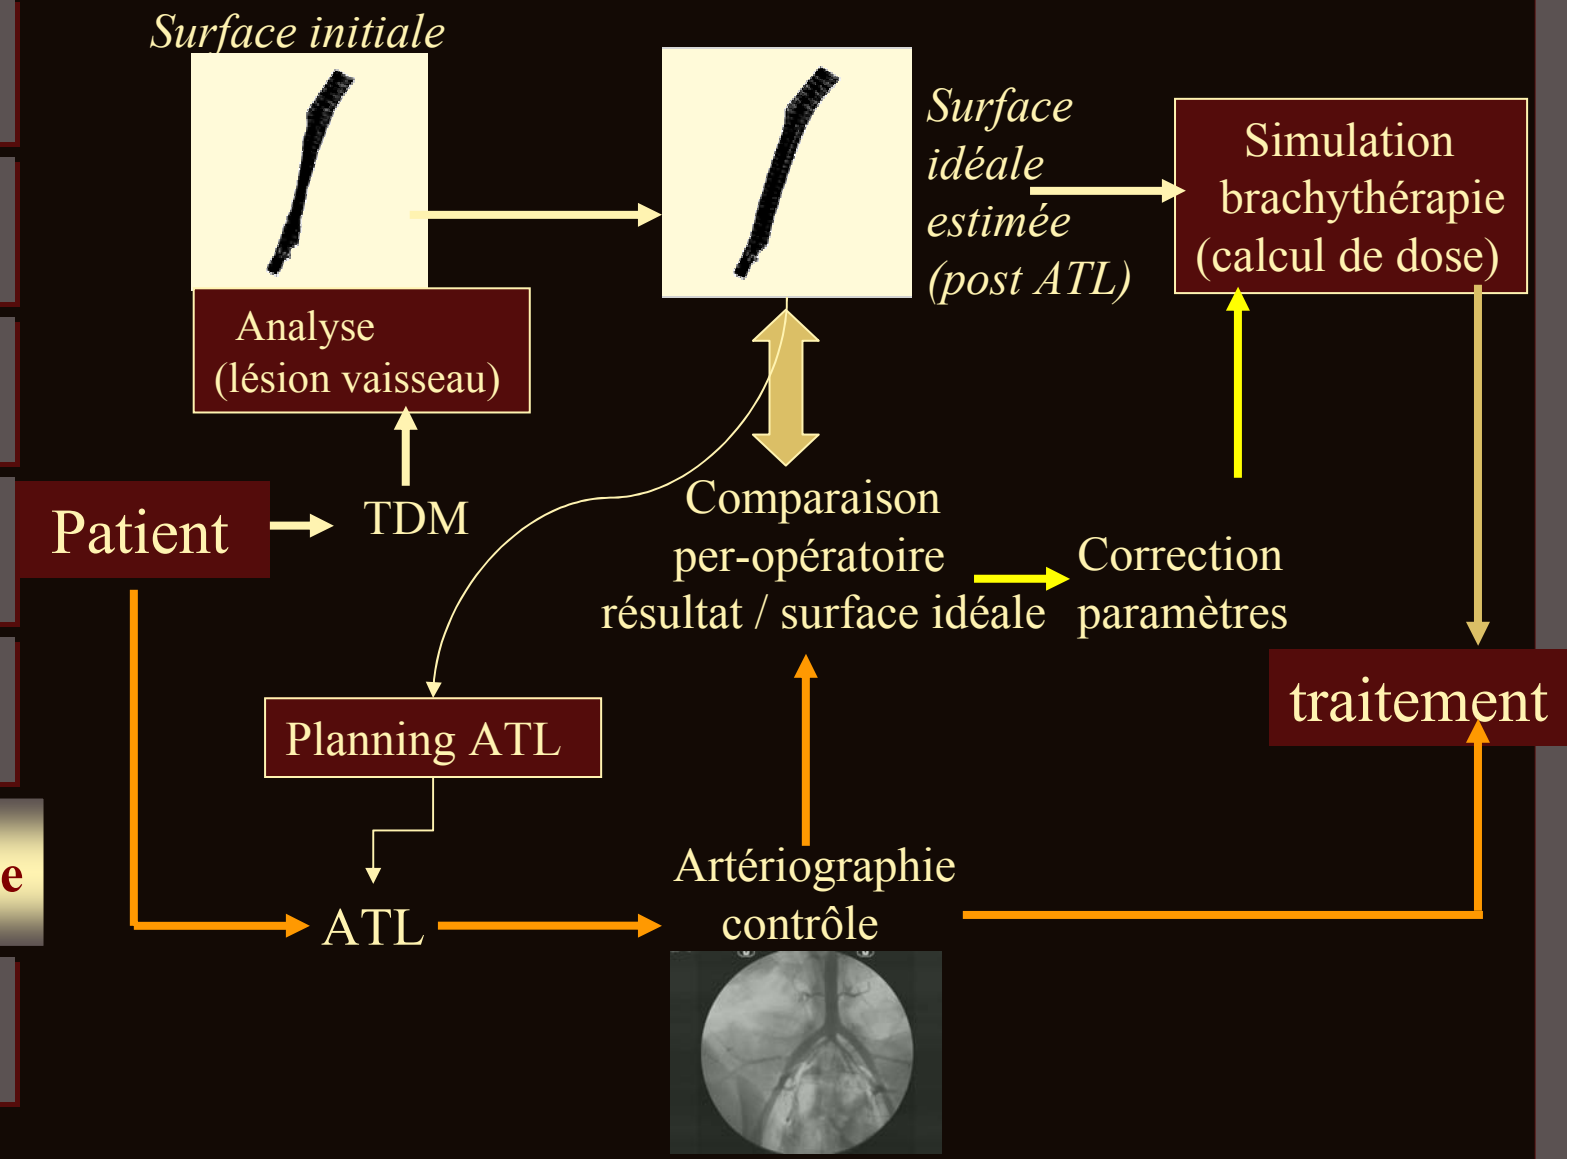 Surface initiale
Surface
idéale
estimée
(post ATL)
Simulation
brachythérapie
(calcul de dose)
Analyse
(lésion vaisseau)
Patient
TDM
Comparaison
per-opératoire
résultat / surface idéale
Correction
paramètres
traitement
Planning ATL
ATL
Artériographie
contrôle
e